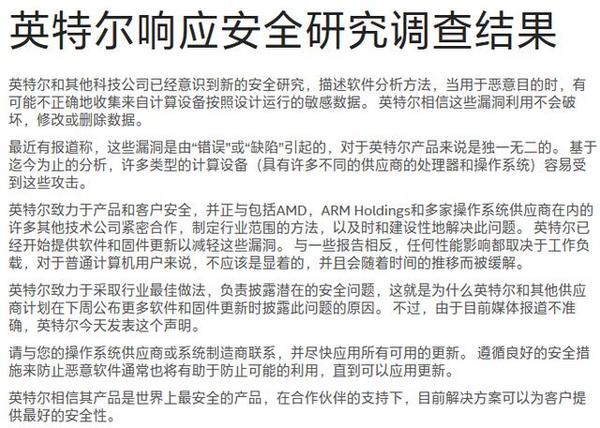 英特尔响应安全研究调查结果
英特尔和其他科技公司已经意识到新的安全研究，描述软件分析方法，当用于恶意目的时，有
可能不正确地收集来自计算设备按照设计运行的敏感数据。 英特尔相信这些漏洞利用不会破
坏，修改或删除数据。
最近有报道称，这些漏洞是由“错误”或“缺陷”引起的，对于英特尔产品来说是独一无二的。 基于
迄今为止的分析，许多类型的计算设备（具有许多不同的供应商的处理器和操作系统）容易受
到这些攻击。
英特尔致力于产品和客户安全，并正与包括AMD，ARM Holdings和多家操作系统供应商在内的
许多其他技术公司紧密合作，制定行业范围的方法，以及时和建设性地解决此问题。 英特尔已
经开始提供软件和固件更新以减轻这些漏洞。 与一些报告相反，任何性能影响都取决于工作负
载，对于普通计算机用户来说，不应该是显着的，并且会随着时间的推移而被缓解。
英特尔致力于采取行业最佳做法，负责披露潜在的安全问题，这就是为什么英特尔和其他供应
商计划在下周公布更多软件和固件更新时披露此问题的原因。 不过，由于目前媒体报道不准
确，英特尔今天发表这个声明。
请与您的操作系统供应商或系统制造商联系，并尽快应用所有可用的更新。 遵循良好的安全措
施来防止恶意软件通常也将有助于防止可能的利用，直到可以应用更新。
英特尔相信其产品是世界上最安全的产品，在合作伙伴的支持下，目前解决方案可以为客户提
供最好的安全性。